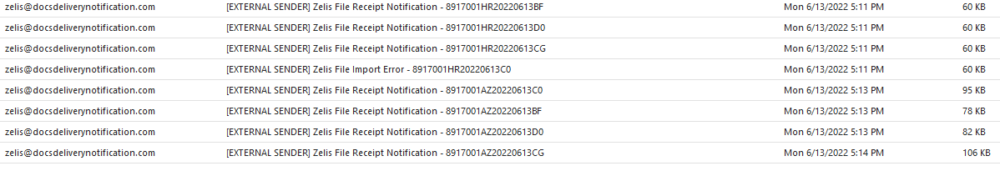 zelis@docsdeliverynotification.com [EXTERNAL SENDER] Zelis File Receipt Notification - 8917001HR20220613BF Mon 6/13/2022 5:11 PM 60 KB
zelis@docsdeliverynotification.com [EXTERNAL SENDER] Zelis File Receipt Notification - 8917001HR20220613D0 Mon 6/13/2022 5:11 PM 60 KB
zelis@docsdeliverynotification.com [EXTERNAL SENDER] Zelis File Receipt Notification - 8917001HR20220613CG Mon 6/13/2022 5:11 PM 60 KB
zelis@docsdeliverynotification.com [EXTERNAL SENDER] Zelis File Import Error - 8917001HR20220613C0 Mon 6/13/2022 5:11 PM 60 KB
zelis@docsdeliverynotification.com [EXTERNAL SENDER] Zelis File Receipt Notification - 8917001AZ20220613C0 Mon 6/13/2022 5:13 PM 95 KB
zelis@docsdeliverynotification.com [EXTERNAL SENDER] Zelis File Receipt Notification - 8917001AZ20220613BF Mon 6/13/2022 5:13 PM 78 KB
zelis@docsdeliverynotification.com [EXTERNAL SENDER] Zelis File Receipt Notification - 8917001AZ20220613D0 Mon 6/13/2022 5:13 PM 82 KB
zelis@docsdeliverynotification.com [EXTERNAL SENDER] Zelis File Receipt Notification - 8917001AZ20220613CG Mon 6/13/2022 5:14 PM 106 KB